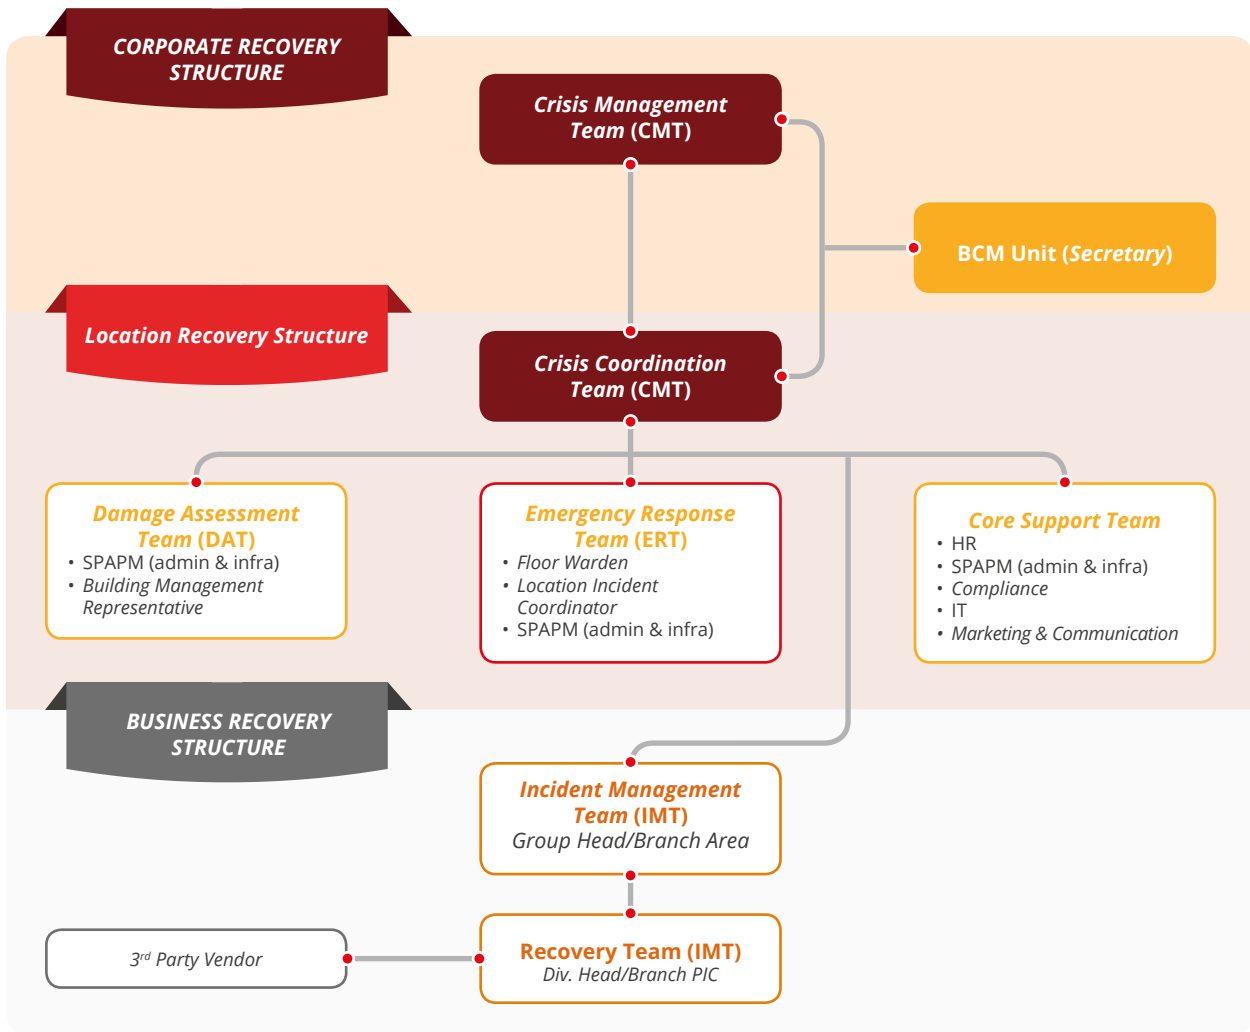 CORPORATE RECOVERY
STRUCTURE
Crisis Management
Team (CMT)
BCM Unit (Secretary)
Location Recovery Structure
Crisis Coordination
Team (CMT)
Damage Assessment
Team (DAT)
• SPAPM (admin & infra)
• Building Management
Representative
Emergency Response
Team (ERT)
• Floor Warden
• Location Incident
Coordinator
• SPAPM (admin & infra)
Core Support Team
• HR
• SPAPM (admin & infra)
• Compliance
• IT
• Marketing & Communication
BUSINESS RECOVERY
STRUCTURE
Incident Management
Team (IMT)
Group Head/Branch Area
3rd Party Vendor
Recovery Team (IMT)
Div. Head/Branch PIC